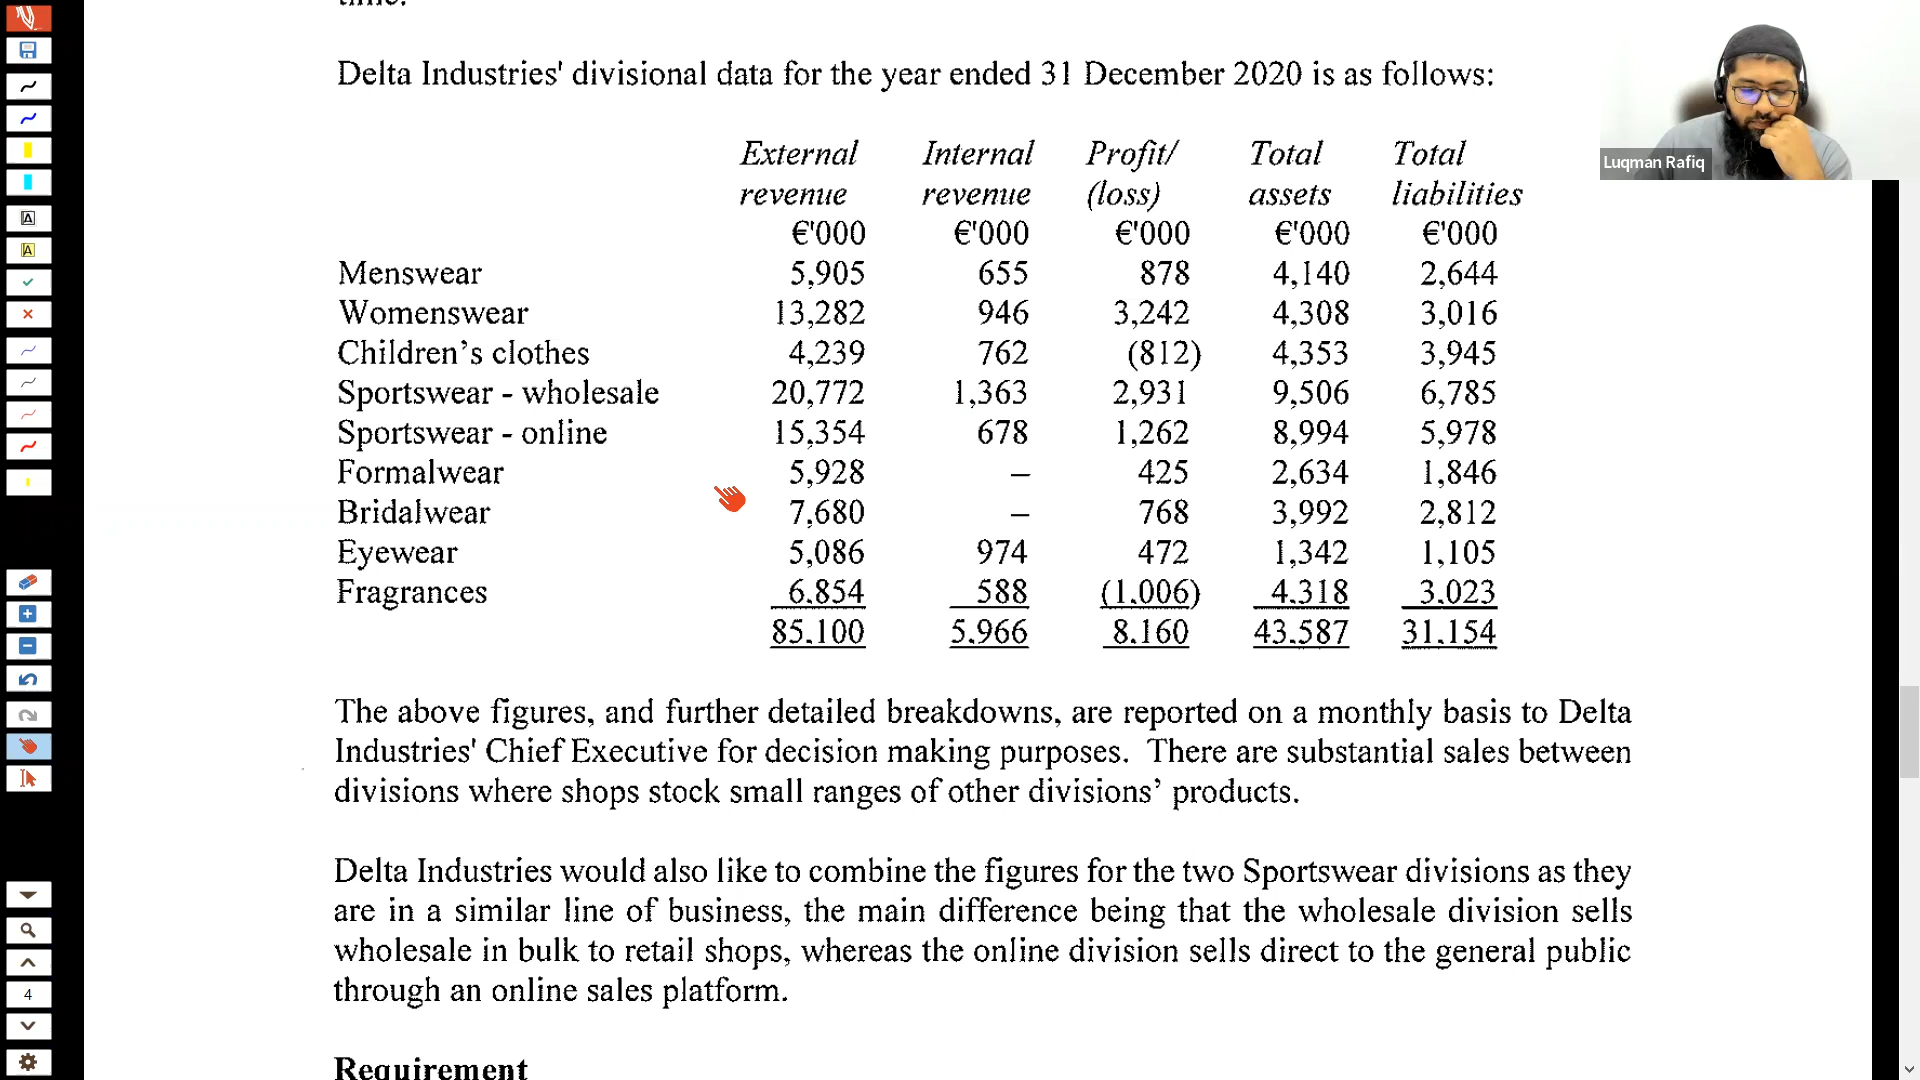 Delta Industries' divisional data for the year ended 31 December 2020 is as follows:
Luqman Rafiq
External Internal Profit/ Total Total
revenue revenue (loss) assets liabilities
€'000 €'000 €'000 €'000 €'000
Menswear 5,905 655 878 4,140 2,644
Womenswear 13,282 946 3,242 4,308 3,016
Children’s clothes 4,239 762 (812) 4,353 3,945
Sportswear - wholesale 20,772 1,363 2,931 9,506 6,785
Sportswear - online 15,354 678 1,262 8,994 5,978
Formalwear 5,928 – 425 2,634 1,846
Bridalwear 7,680 – 768 3,992 2,812
Eyewear 5,086 974 472 1,342 1,105
Fragrances 6,854 588 (1,006) 4,318 3,023
85,100 5,966 8,160 43,587 31,154
The above figures, and further detailed breakdowns, are reported on a monthly basis to Delta
Industries' Chief Executive for decision making purposes. There are substantial sales between
divisions where shops stock small ranges of other divisions’ products.
Delta Industries would also like to combine the figures for the two Sportswear divisions as they
are in a similar line of business, the main difference being that the wholesale division sells
wholesale in bulk to retail shops, whereas the online division sells direct to the general public
through an online sales platform.
4
Requirement